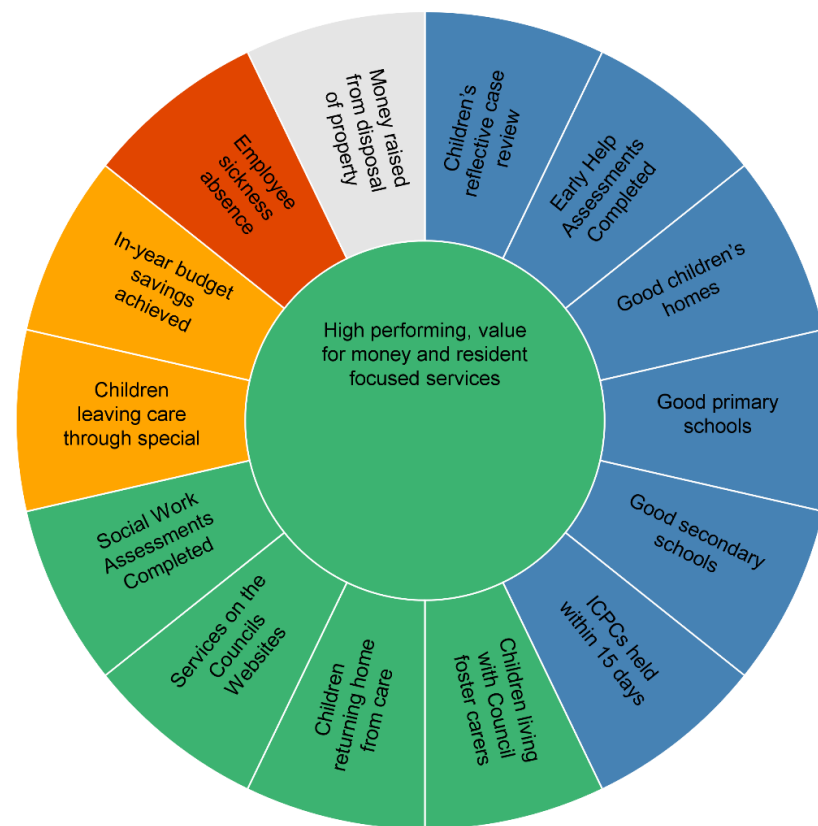 Money raised
from disposal
of property
Children's
reflective case
review
Early Help
Assessments
Completed
Good children's
homes
Good primary
schools
Good secondary
schools
ICPCs held
within 15 days
Children living
with Council
foster carers
Children
returning home
from care
Services on the
Councils
Websites
Social Work
Assessments
Completed
Children
leaving care
through special
In-year budget
savings
achieved
Employee
sickness
absence
High performing, value
for money and resident
focused services